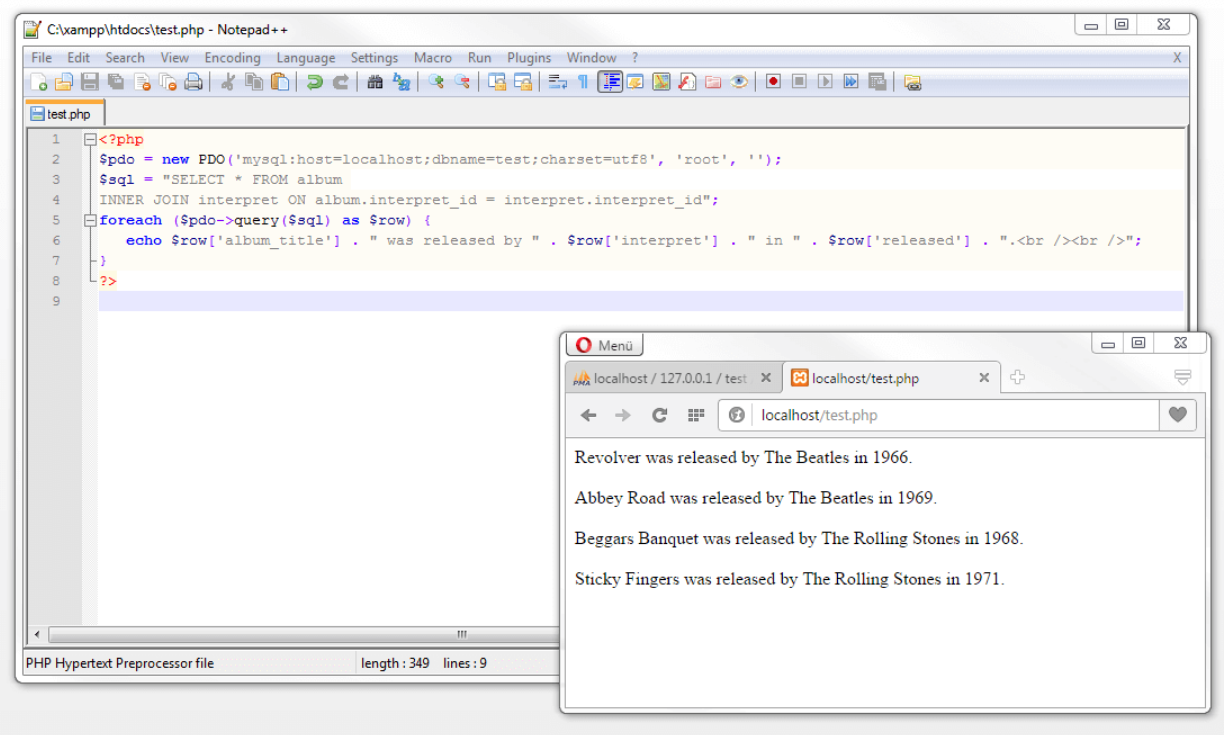 C:\xampp\htdocs\test.php - Notepad++
File Edit Search View Encoding Language Settings Macro Run Plugins Window ? X
test.php
1 <?php
2 $pdo = new PDO('mysql:host=localhost;dbname=test;charset=utf8', 'root', '');
3 $sql = "SELECT * FROM album
4 INNER JOIN interpret ON album.interpret_id = interpret.interpret_id";
5 foreach ($pdo->query($sql) as $row) {
6 echo $row['album_title'] . " was released by " . $row['interpret'] . " in " . $row['released'] . ".<br /><br />";
7 }
8 ?>
9
PHP Hypertext Preprocessor file length : 349 lines : 9
Menü
PMA localhost / 127.0.0.1 / test localhost/test.php
localhost/test.php
Revolver was released by The Beatles in 1966.
Abbey Road was released by The Beatles in 1969.
Beggars Banquet was released by The Rolling Stones in 1968.
Sticky Fingers was released by The Rolling Stones in 1971.